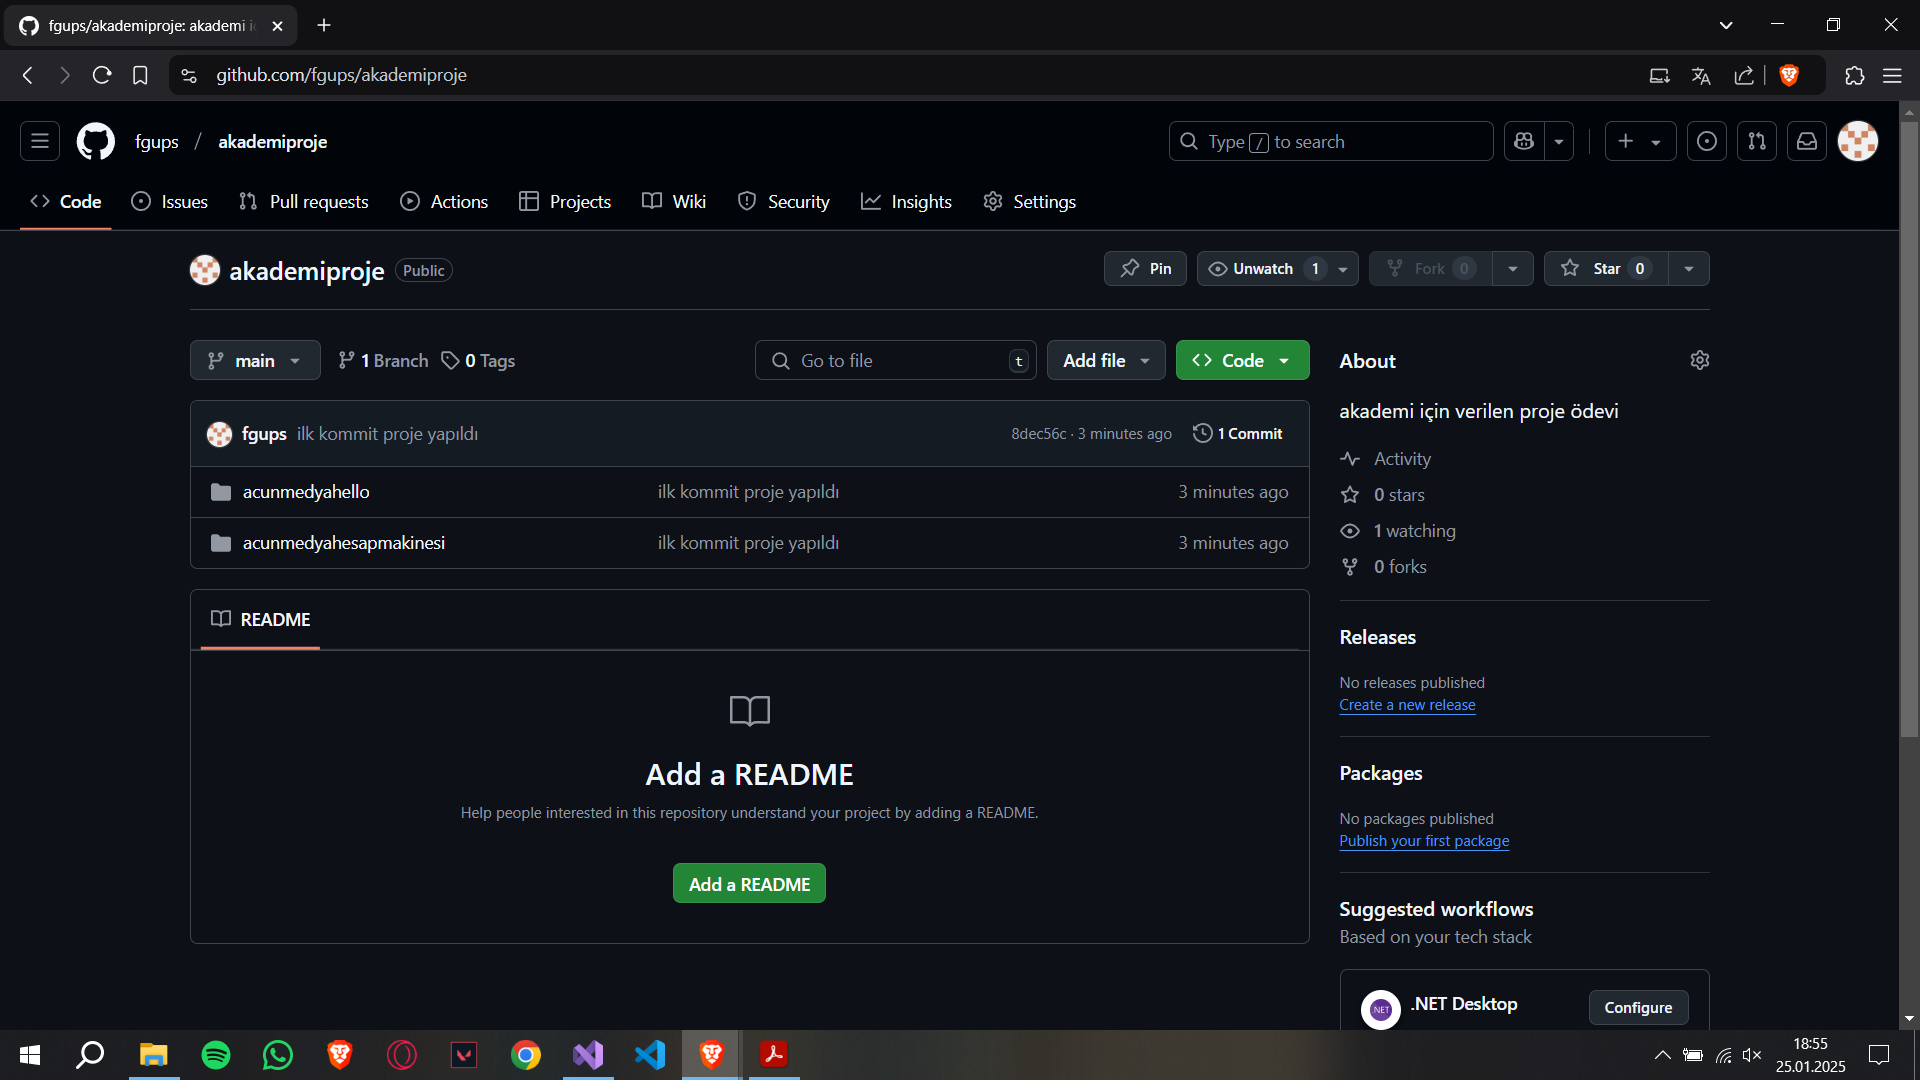 fgups/akademiproje: akademi i
github.com/fgups/akademiproje
fgups / akademiproje
Type / to search
Code
Issues
Pull requests
Actions
Projects
Wiki
Security
Insights
Settings
akademiproje Public
Pin
Unwatch 1
Fork 0
Star 0
main
1 Branch
0 Tags
Go to file t
Add file
Code
fgups ilk kommit proje yapıldı 8dec56c · 3 minutes ago 1 Commit
acunmedyahello ilk kommit proje yapıldı 3 minutes ago
acunmedyahesapmakinesi ilk kommit proje yapıldı 3 minutes ago
README
Add a README
Help people interested in this repository understand your project by adding a README.
Add a README
About
akademi için verilen proje ödevi
Activity
0 stars
1 watching
0 forks
Releases
No releases published
Create a new release
Packages
No packages published
Publish your first package
Suggested workflows
Based on your tech stack
.NET
.NET Desktop
Configure
18:55
25.01.2025